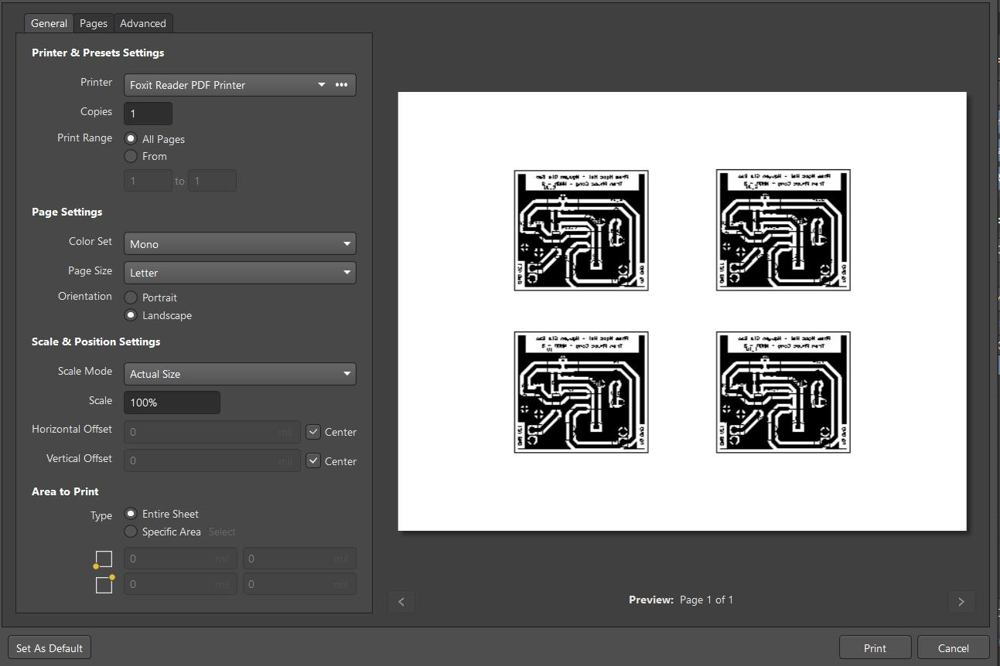 General Pages Advanced
Printer & Presets Settings
Printer Foxit Reader PDF Printer
Copies 1
Print Range All Pages
From
1 to 1
Page Settings
Color Set Mono
Page Size Letter
Orientation Portrait
Landscape
Scale & Position Settings
Scale Mode Actual Size
Scale 100%
Horizontal Offset 0 mil Center
Vertical Offset 0 mil Center
Area to Print
Type Entire Sheet
Specific Area Select
0 mil 0 mil
0 mil 0 mil
Preview: Page 1 of 1
Set As Default Print Cancel